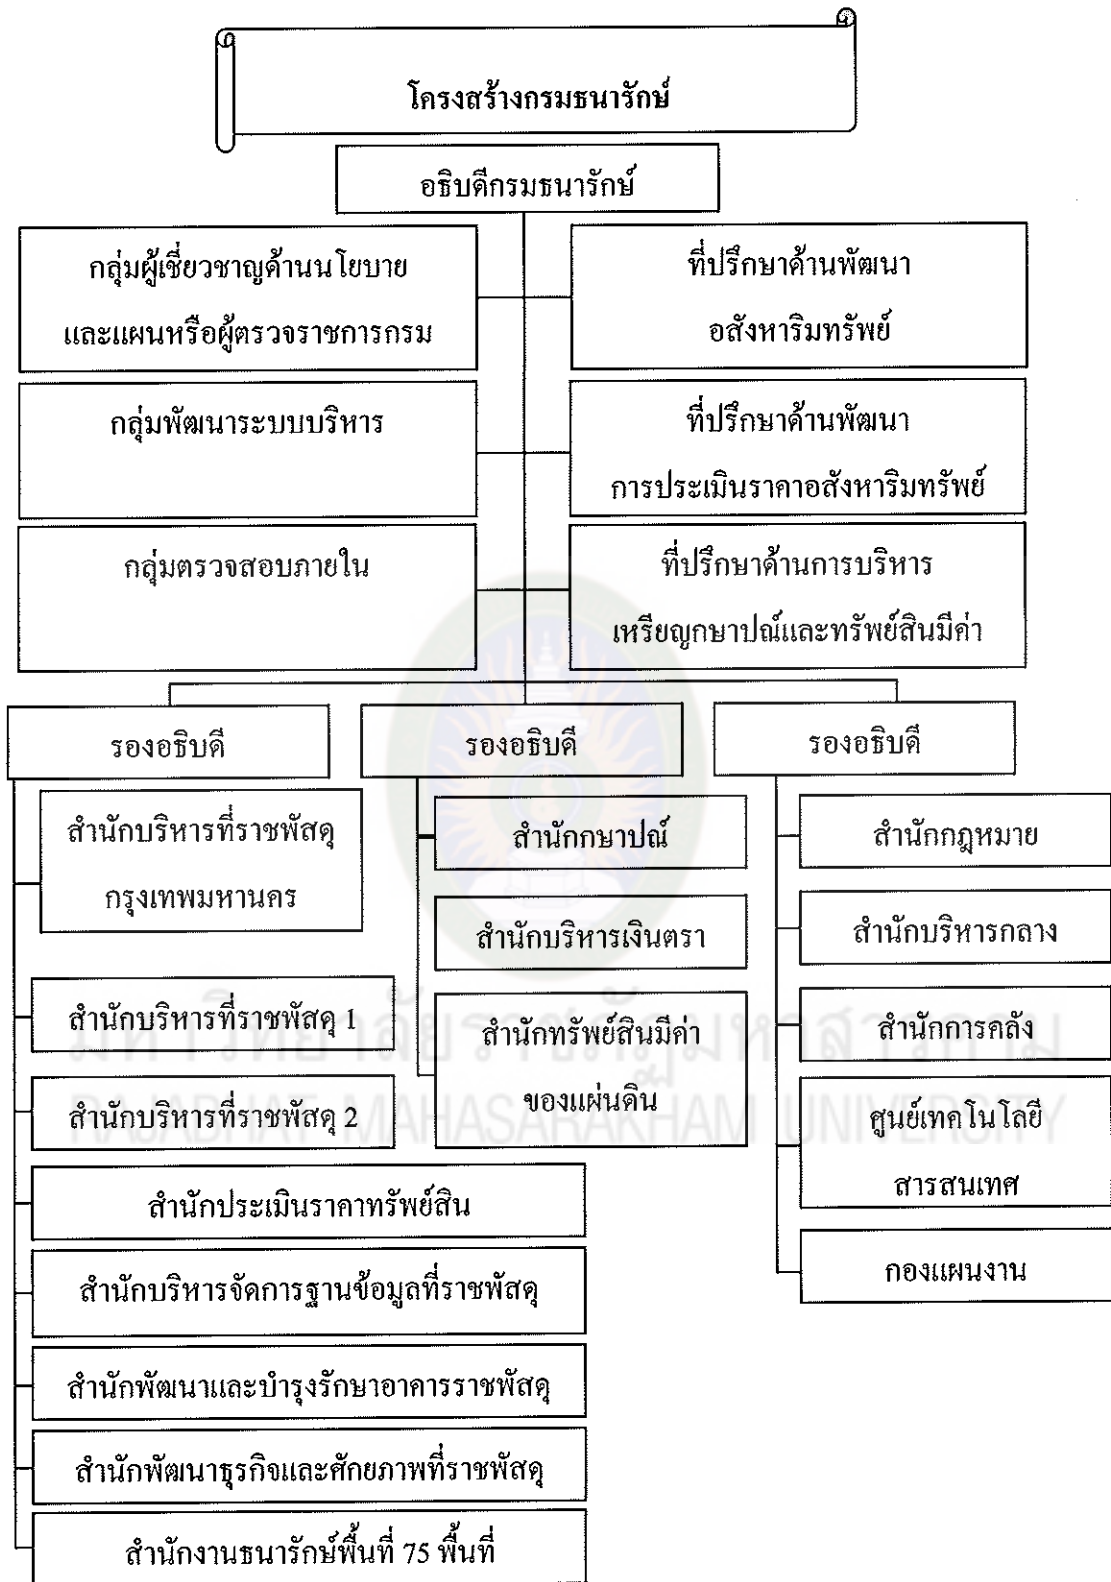 โครงสร้างกรมธนารักษ์
อธิบดีกรมธนารักษ์
กลุ่มผู้เชี่ยวชาญด้านนโยบาย
และแผนหรือผู้ตรวจราชการกรม
ที่ปรึกษาด้านพัฒนา
อสังหาริมทรัพย์
กลุ่มพัฒนาระบบบริหาร
ที่ปรึกษาด้านพัฒนา
การประเมินราคาอสังหาริมทรัพย์
กลุ่มตรวจสอบภายใน
ที่ปรึกษาด้านการบริหาร
เหรียญกษาปณ์และทรัพย์สินมีค่า
รองอธิบดี
สำนักบริหารที่ราชพัสดุ
กรุงเทพมหานคร
สำนักบริหารที่ราชพัสดุ 1
สำนักบริหารที่ราชพัสดุ 2
สำนักประเมินราคาทรัพย์สิน
สำนักบริหารจัดการฐานข้อมูลที่ราชพัสดุ
สำนักพัฒนาและบำรุงรักษาอาคารราชพัสดุ
สำนักพัฒนาธุรกิจและศักยภาพที่ราชพัสดุ
สำนักงานธนารักษ์พื้นที่ 75 พื้นที่
รองอธิบดี
สำนักกษาปณ์
สำนักบริหารเงินตรา
สำนักทรัพย์สินมีค่า
ของแผ่นดิน
รองอธิบดี
สำนักกฎหมาย
สำนักบริหารกลาง
สำนักการคลัง
ศูนย์เทคโนโลยี
สารสนเทศ
กองแผนงาน
มหาวิทยาลัยราชภัฏมหาสารคาม
RAJABHAT MAHASARAKHAM UNIVERSITY